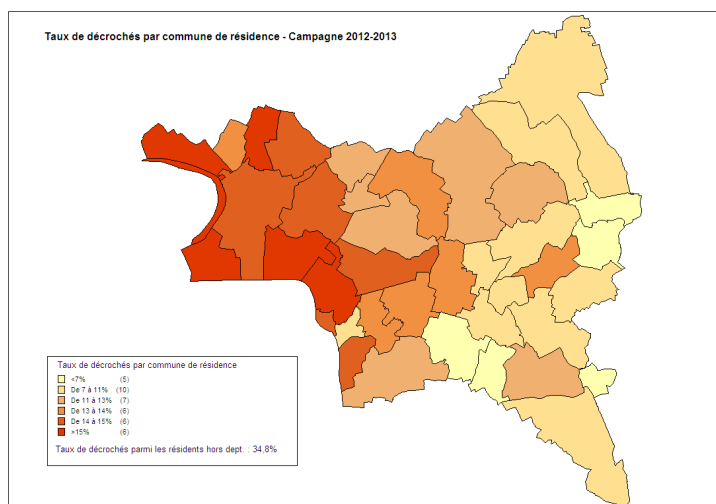 Taux de décrochés par commune de résidence - Campagne 2012-2013
Taux de décrochés par commune de résidence
<7% (5)
De 7 à 11% (10)
De 11 à 13% (7)
De 13 à 14% (6)
De 14 à 15% (6)
>15% (6)
Taux de décrochés parmi les résidents hors dept. : 34,8%